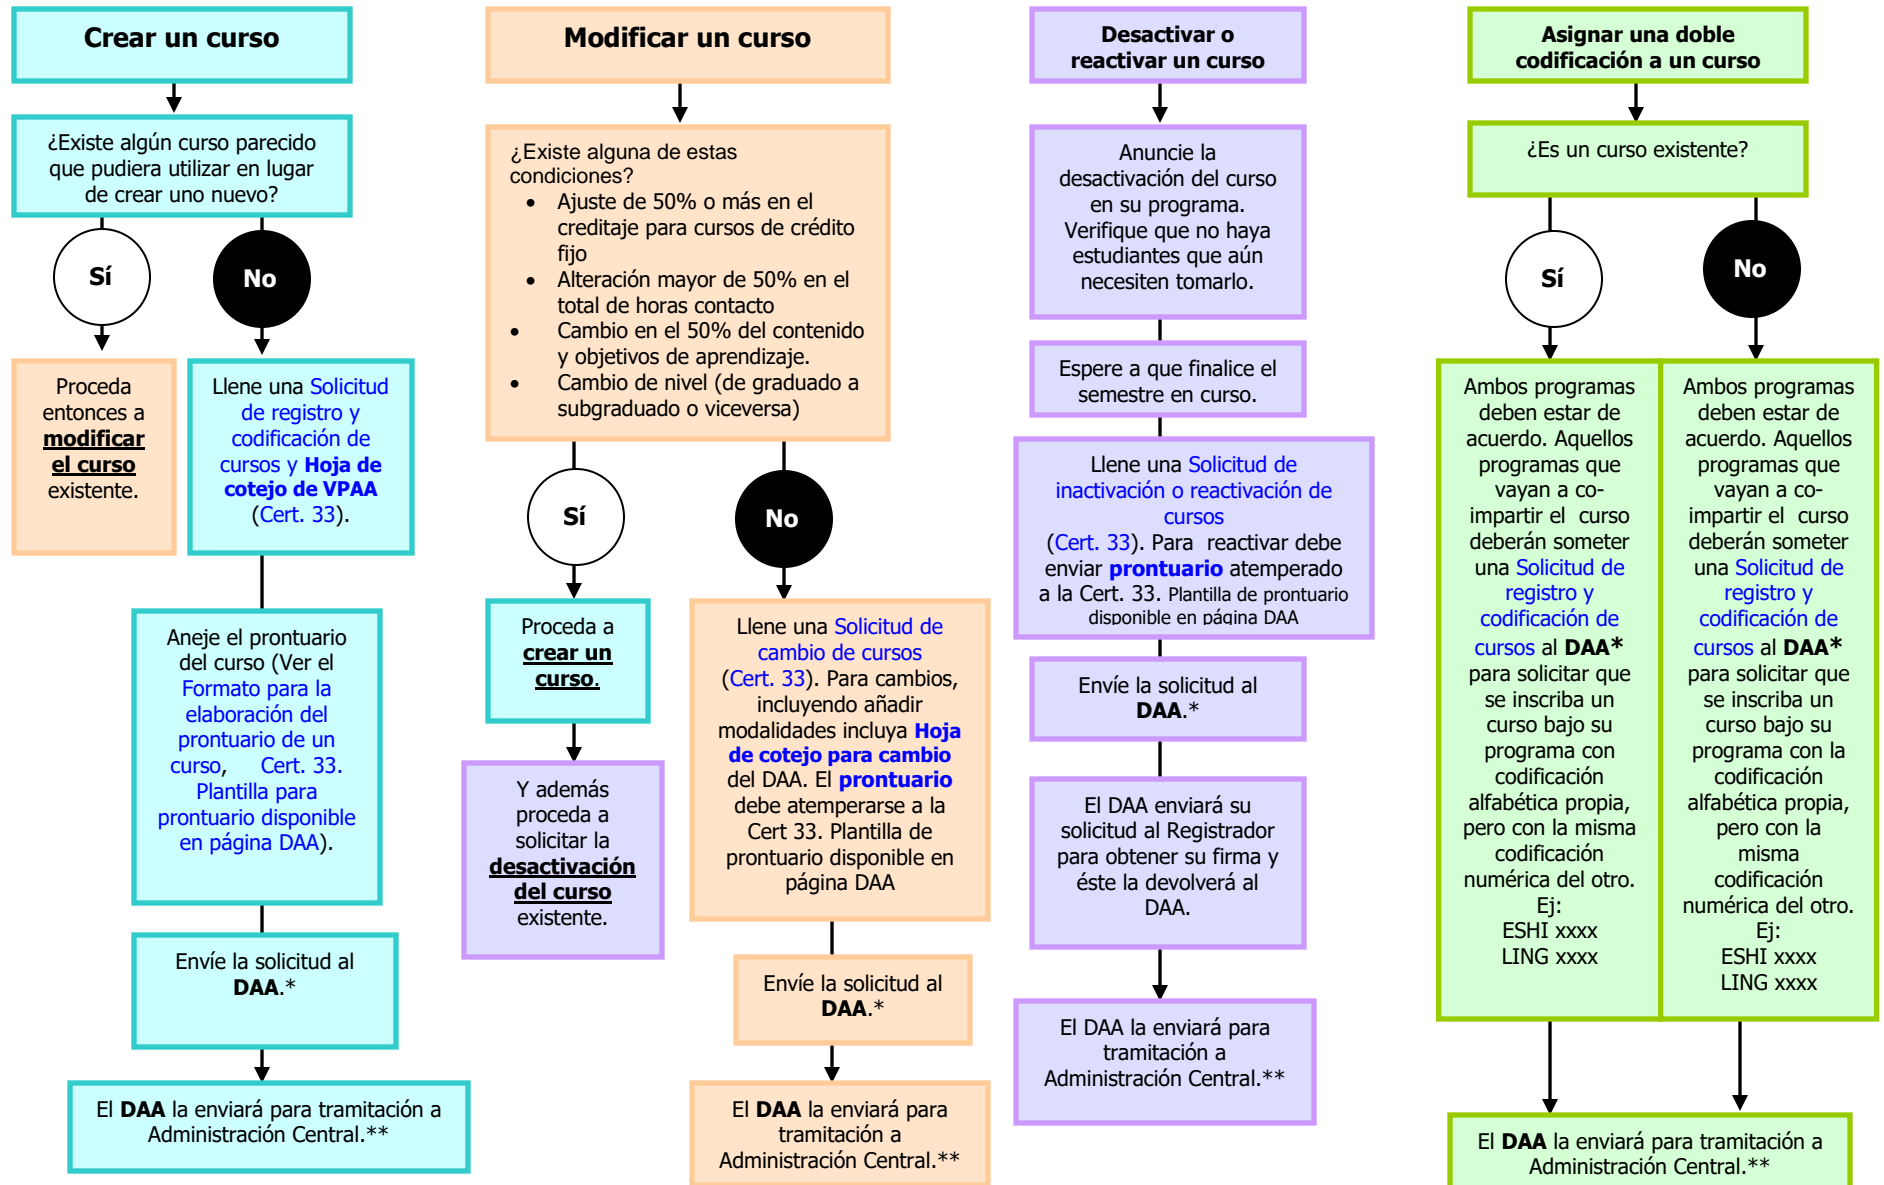 Crear un curso
¿Existe algún curso parecido
que pudiera utilizar en lugar
de crear uno nuevo?
Sí
No
Proceda
entonces a
modificar
el curso
existente.
Llene una Solicitud
de registro y
codificación de
cursos y Hoja de
cotejo de VPAA
(Cert. 33).
Aneje el prontuario
del curso (Ver el
Formato para la
elaboración del
prontuario de un
curso, Cert. 33.
Plantilla para
prontuario disponible
en página DAA).
Envíe la solicitud al
DAA.*
El DAA la enviará para tramitación a
Administración Central.**
Modificar un curso
¿Existe alguna de estas
condiciones?
• Ajuste de 50% o más en el
creditaje para cursos de crédito
fijo
• Alteración mayor de 50% en el
total de horas contacto
• Cambio en el 50% del contenido
y objetivos de aprendizaje.
• Cambio de nivel (de graduado a
subgraduado o viceversa)
Sí
No
Proceda a
crear un
curso.
Y además
proceda a
solicitar la
desactivación
del curso
existente.
Llene una Solicitud de
cambio de cursos
(Cert. 33). Para cambios,
incluyendo añadir
modalidades incluya Hoja
de cotejo para cambio
del DAA. El prontuario
debe atemperarse a la
Cert 33. Plantilla de
prontuario disponible en
página DAA
Envíe la solicitud al
DAA.*
El DAA la enviará para
tramitación a
Administración Central.**
Desactivar o
reactivar un curso
Anuncie la
desactivación del curso
en su programa.
Verifique que no haya
estudiantes que aún
necesiten tomarlo.
Espere a que finalice el
semestre en curso.
Llene una Solicitud de
inactivación o reactivación de
cursos
(Cert. 33). Para reactivar debe
enviar prontuario atemperado
a la Cert. 33. Plantilla de prontuario
disponible en página DAA
Envíe la solicitud al
DAA.*
El DAA enviará su
solicitud al Registrador
para obtener su firma y
éste la devolverá al
DAA.
El DAA la enviará para
tramitación a
Administración Central.**
Asignar una doble
codificación a un curso
¿Es un curso existente?
Sí
No
Ambos programas
deben estar de
acuerdo. Aquellos
programas que
vayan a co-
impartir el curso
deberán someter
una Solicitud de
registro y
codificación de
cursos al DAA*
para solicitar que
se inscriba un
curso bajo su
programa con
codificación
alfabética propia,
pero con la misma
codificación
numérica del otro.
Ej:
ESHI xxxx
LING xxxx
Ambos programas
deben estar de
acuerdo. Aquellos
programas que
vayan a co-
impartir el curso
deberán someter
una Solicitud de
registro y
codificación de
cursos al DAA*
para solicitar que
se inscriba un
curso bajo su
programa con la
codificación
alfabética propia,
pero con la
misma
codificación
numérica del otro.
Ej:
ESHI xxxx
LING xxxx
El DAA la enviará para tramitación a
Administración Central.**